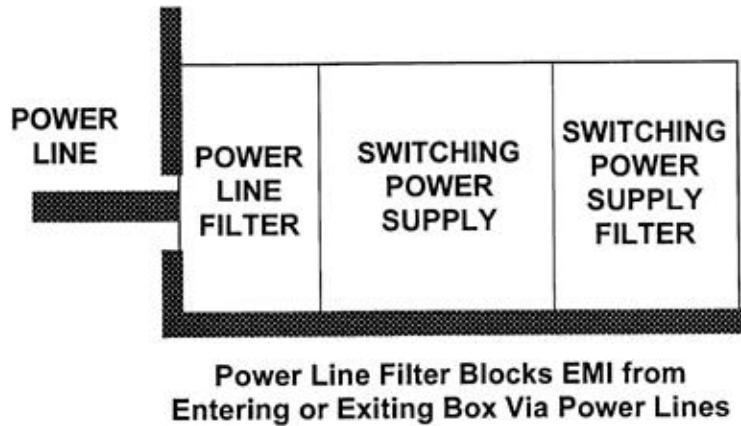 POWER
LINE
POWER
LINE
FILTER
SWITCHING
POWER
SUPPLY
SWITCHING
POWER
SUPPLY
FILTER
Power Line Filter Blocks EMI from
Entering or Exiting Box Via Power Lines